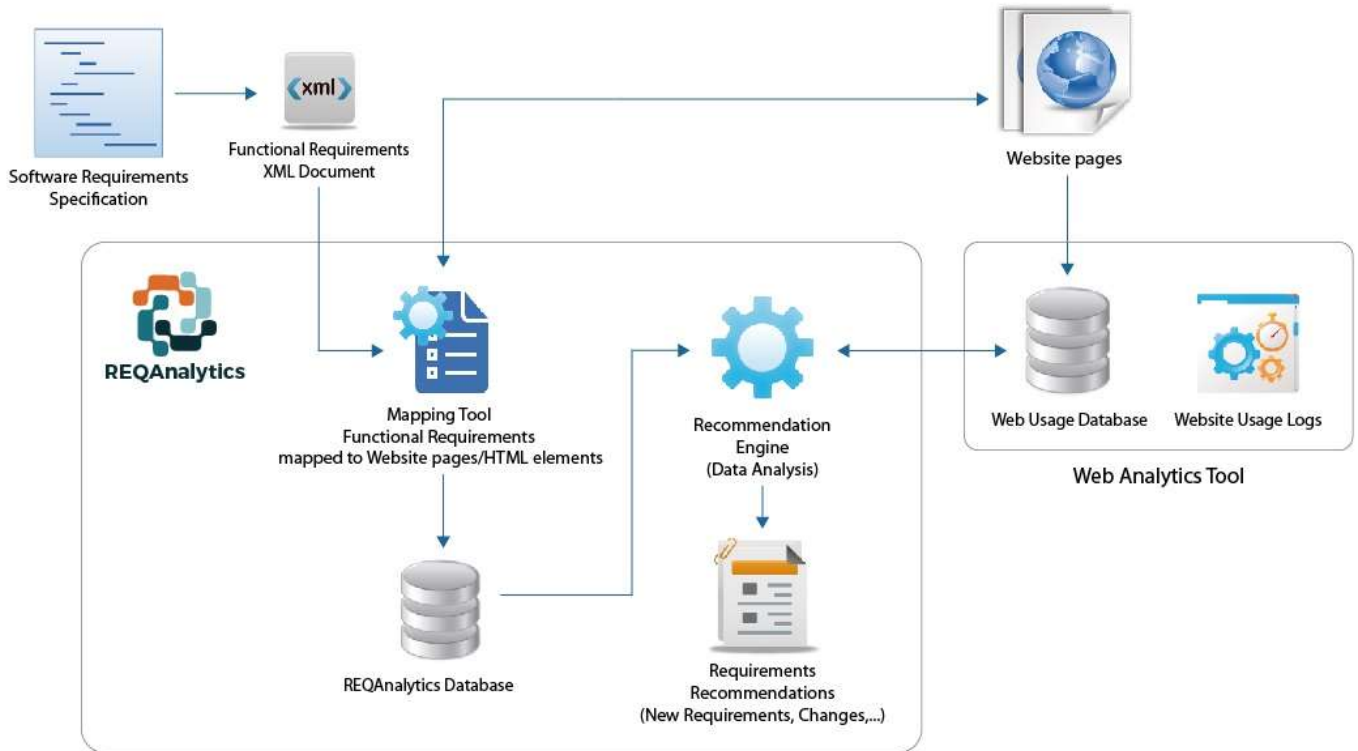 xml
Functional Requirements
XML Document
Software Requirements
Specification
Website pages
REQAnalytics
Mapping Tool
Functional Requirements
mapped to Website pages/HTML elements
Recommendation
Engine
(Data Analysis)
Web Usage Database
Website Usage Logs
Web Analytics Tool
REQAnalytics Database
Requirements
Recommendations
(New Requirements, Changes,...)